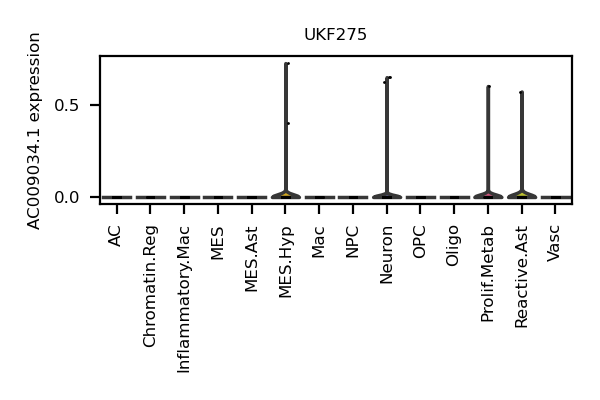 UKF275
AC009034.1 expression
0.5
0.0
AC
Chromatin.Reg
Inflammatory.Mac
MES
MES.Ast
MES.Hyp
Mac
NPC
Neuron
OPC
Oligo
Prolif.Metab
Reactive.Ast
Vasc